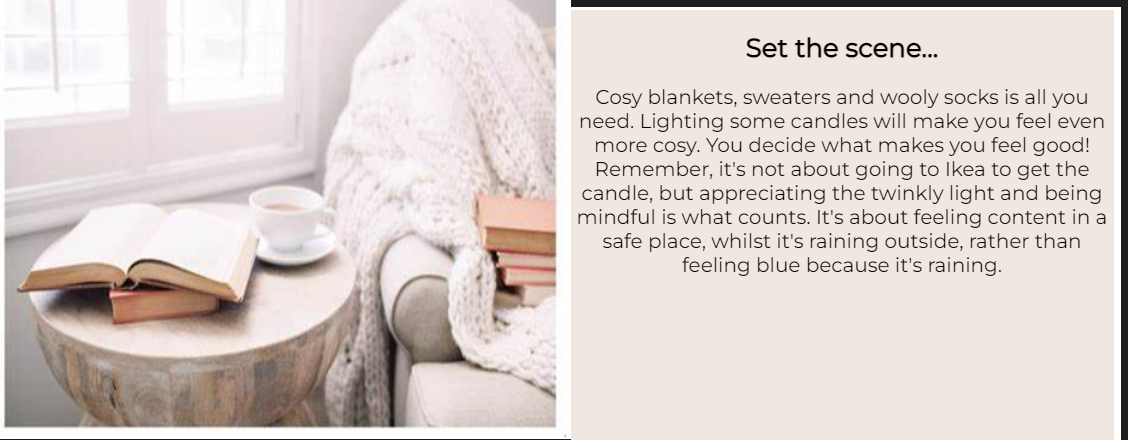 Set the scene...
Cosy blankets, sweaters and wooly socks is all you
need. Lighting some candles will make you feel even
more cosy. You decide what makes you feel good!
Remember, it's not about going to Ikea to get the
candle, but appreciating the twinkly light and being
mindful is what counts. It's about feeling content in a
safe place, whilst it's raining outside, rather than
feeling blue because it's raining.